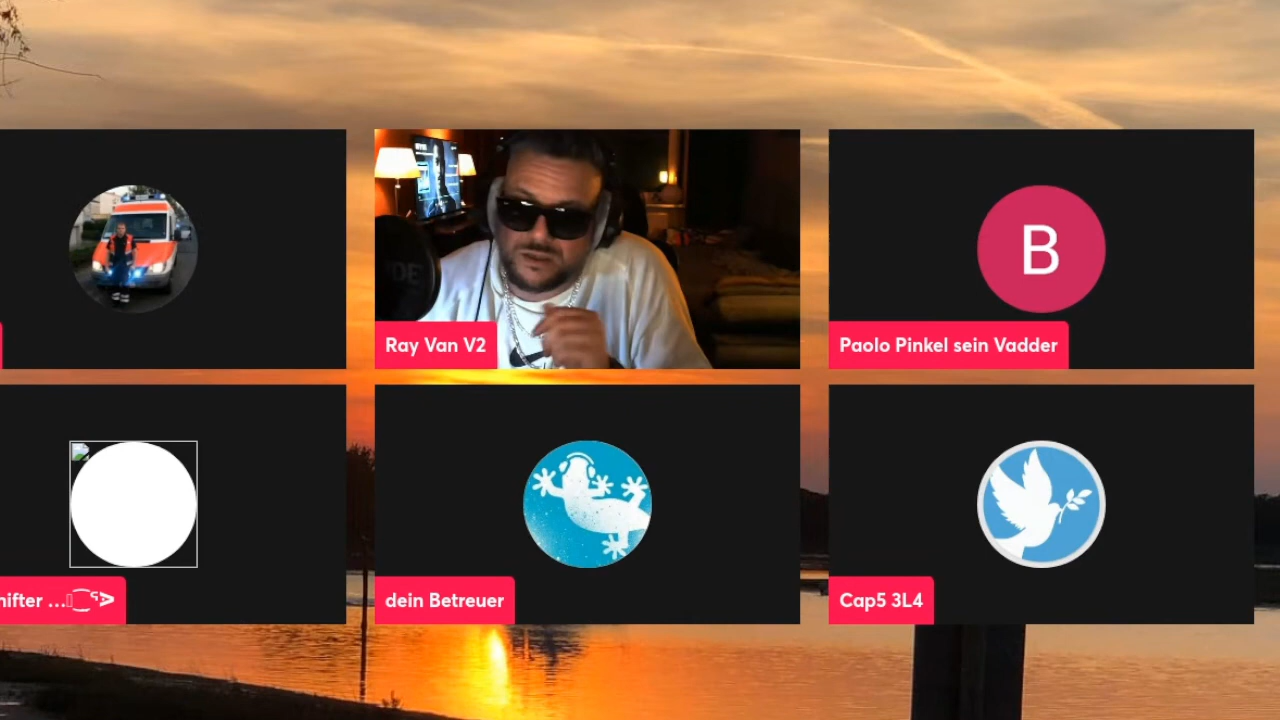 Ray Van V2
Paolo Pinkel sein Vadder
B
dein Betreuer
Cap5 3L4